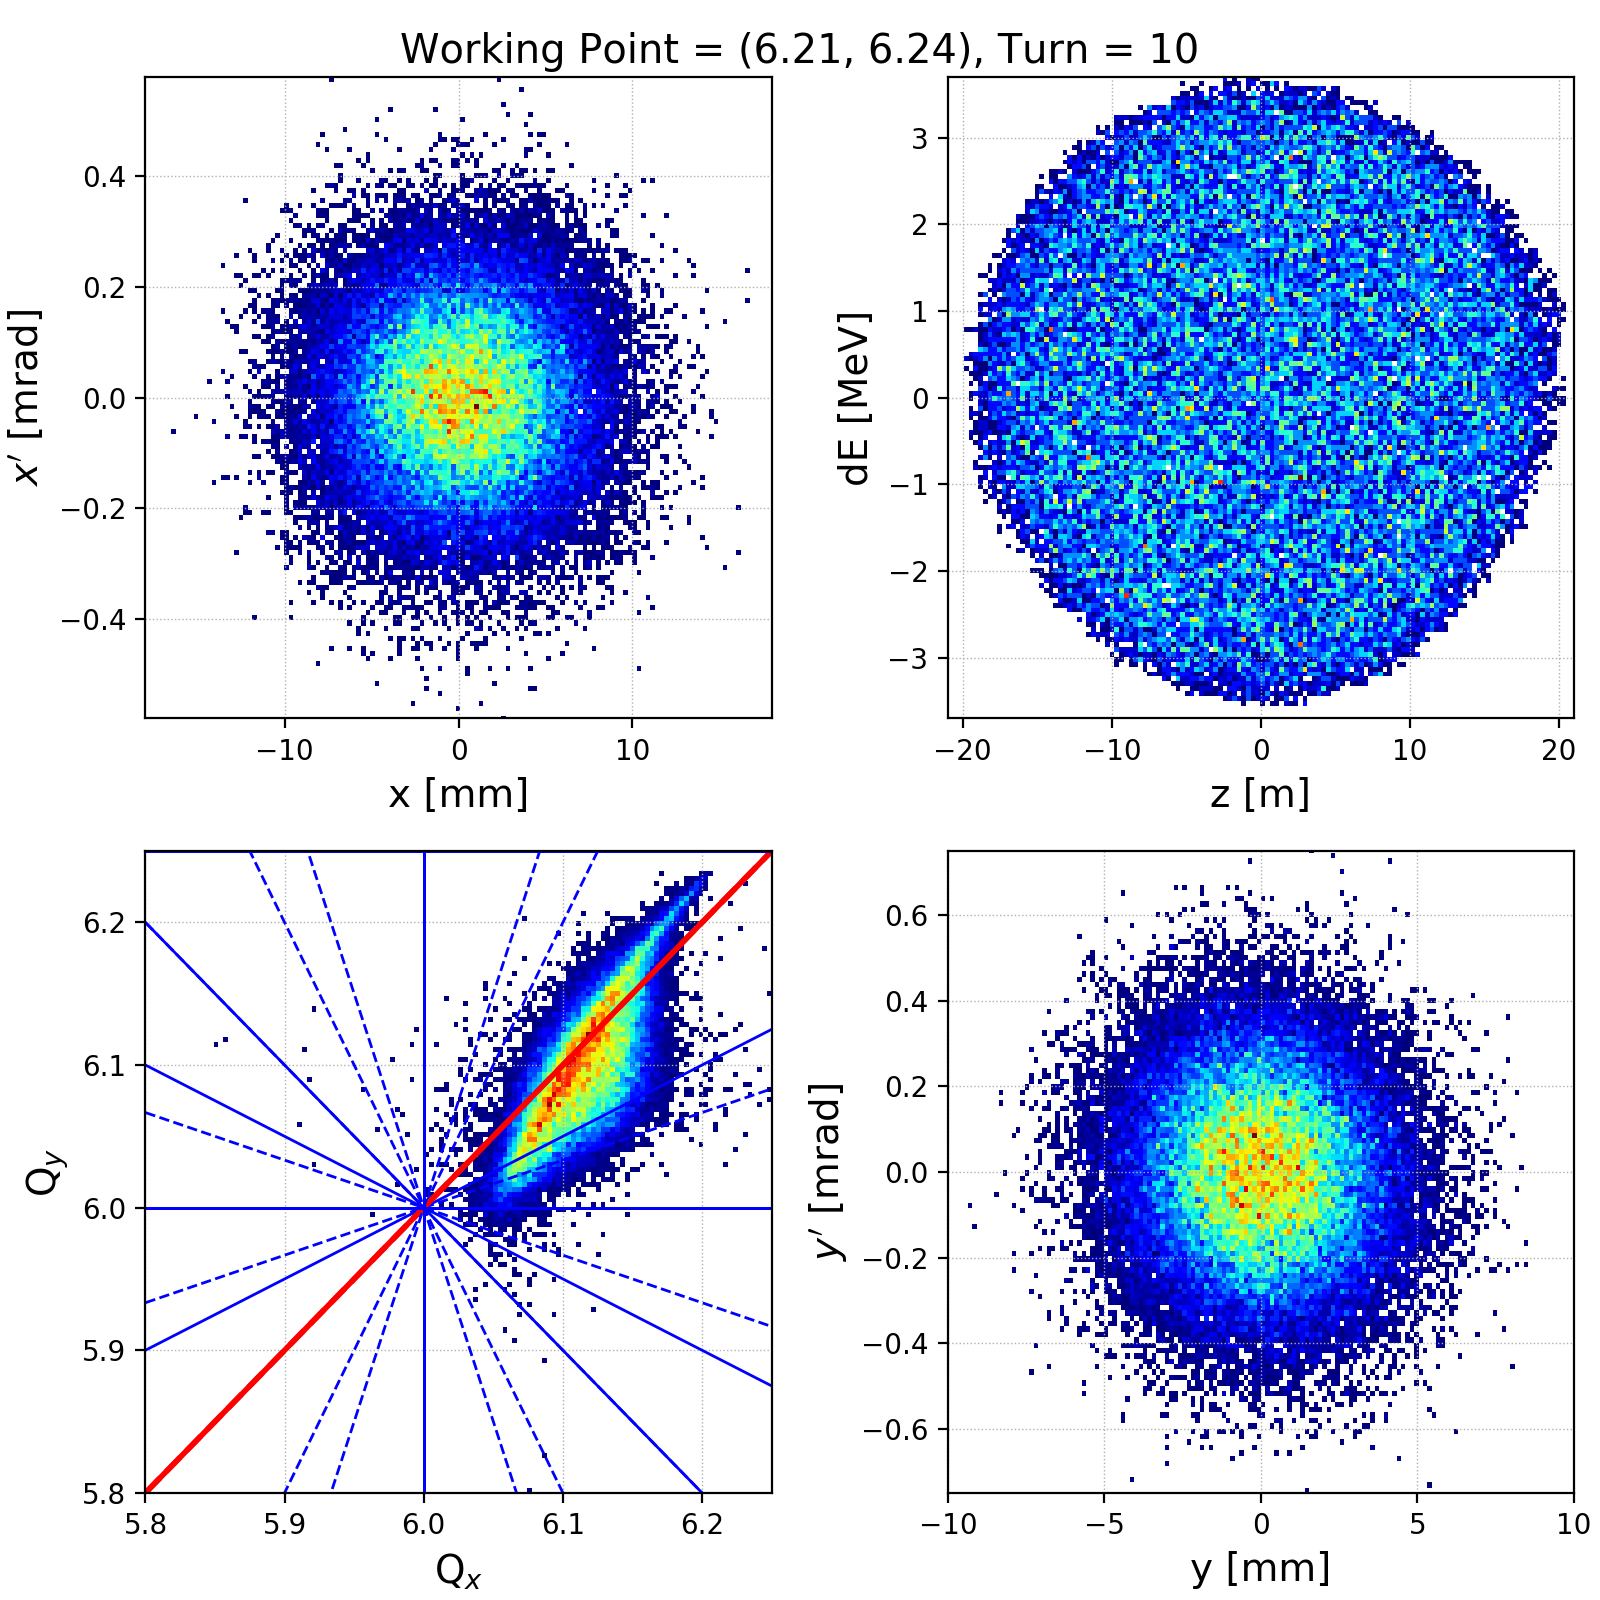 Working Point = (6.21, 6.24), Turn = 10
0.4
0.2
0.0
−0.2
−0.4
x′ [mrad]
−10 0 10
x [mm]
3
2
1
0
−1
−2
−3
dE [MeV]
−20 −10 0 10 20
z [m]
6.2
6.1
6.0
5.9
5.8
Qy
5.8 5.9 6.0 6.1 6.2
Qx
0.6
0.4
0.2
0.0
−0.2
−0.4
−0.6
y′ [mrad]
−10 −5 0 5 10
y [mm]